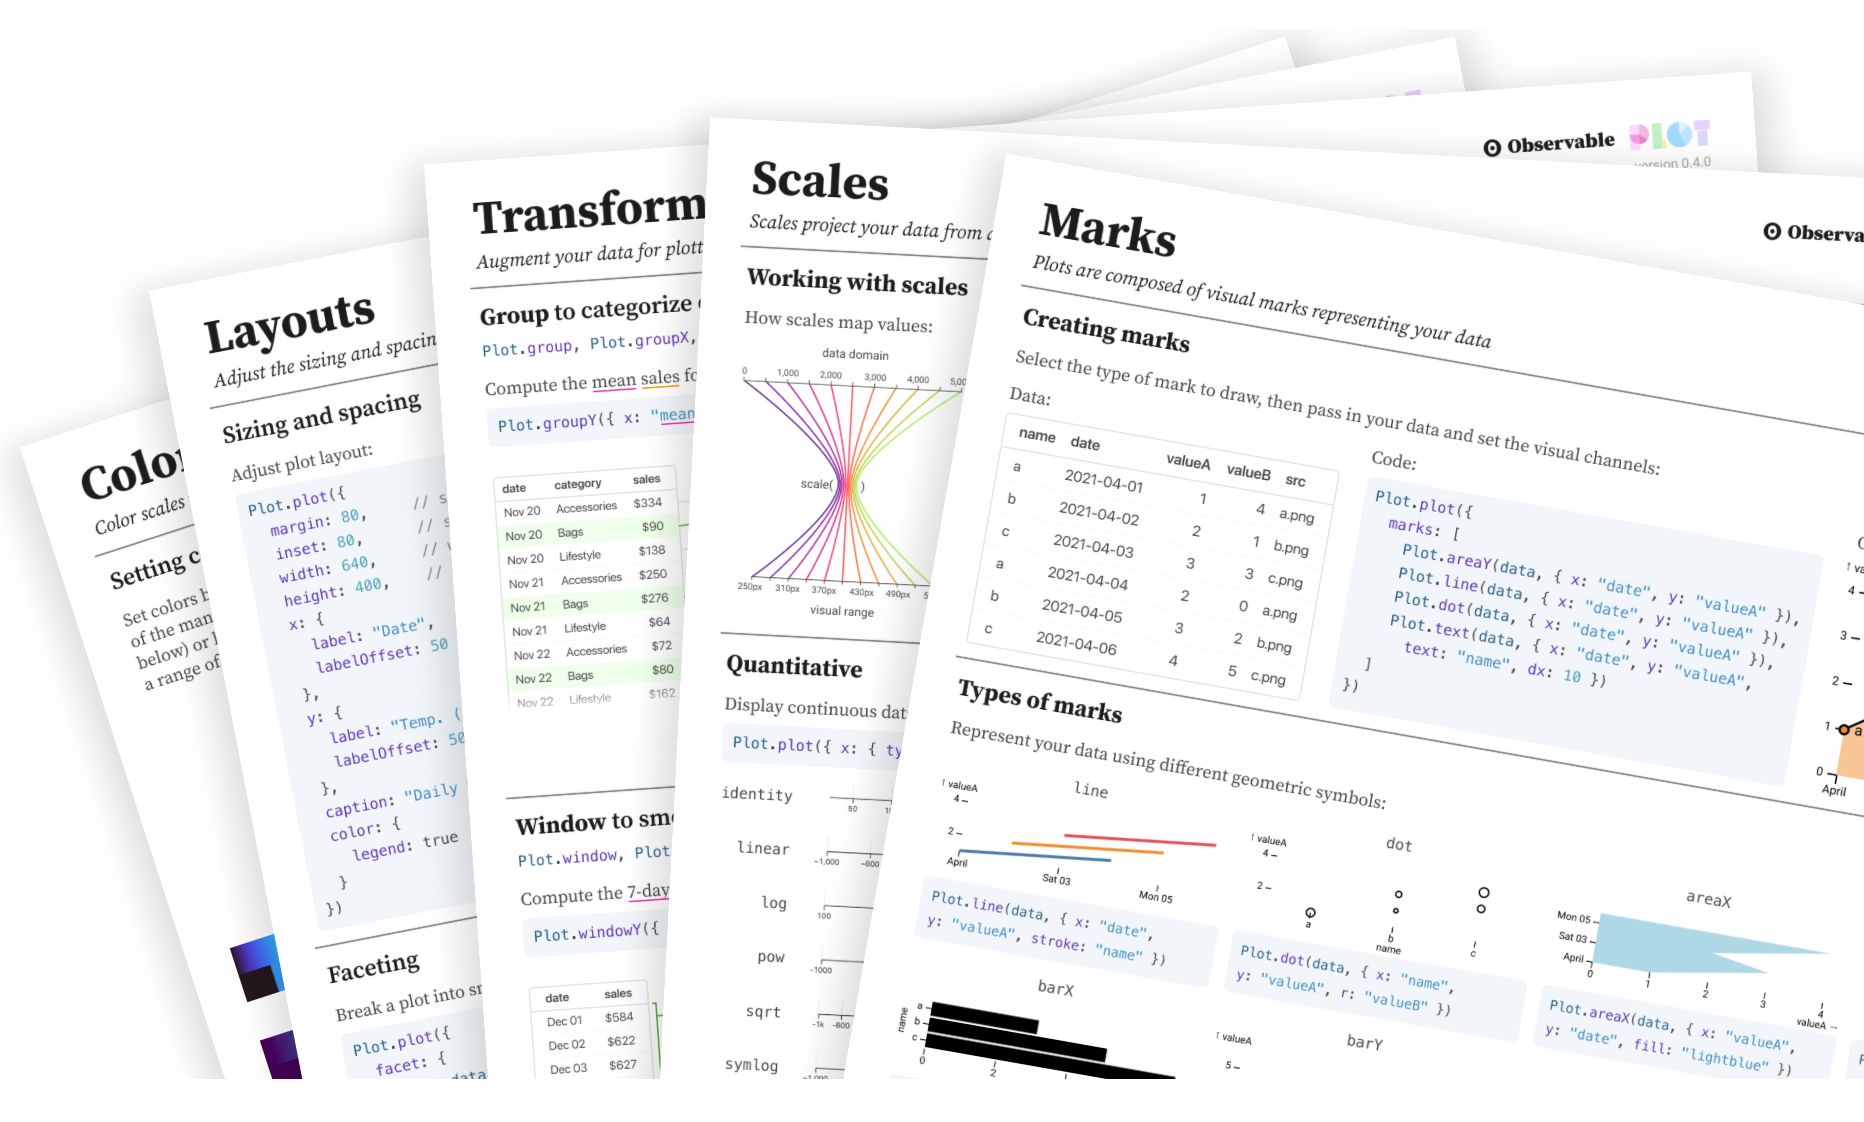 Color
Color scales
Setting c
Set colors b
of the man
below) or
a range of
Layouts
Adjust the sizing and spacin
Sizing and spacing
Adjust plot layout:
Plot.plot({
margin: 80, // s
inset: 80, // s
width: 640, //
height: 400, //
x: {
label: "Date",
labelOffset: 50
},
y: {
label: "Temp. (
labelOffset: 50
},
caption: "Daily
color: {
legend: true
}
})
Faceting
Break a plot into sm
Plot.plot({
facet: {
data
Transform
Augment your data for plott
Group to categorize
Plot.group, Plot.groupX,
Compute the mean sales fo
Plot.groupY({ x: "mean
date category sales
Nov 20 Accessories $334
Nov 20 Bags $90
Nov 20 Lifestyle $138
Nov 21 Accessories $250
Nov 21 Bags $276
Nov 21 Lifestyle $64
Nov 22 Accessories $72
Nov 22 Bags $80
Nov 22 Lifestyle $162
Window to smo
Plot.window, Plot
Compute the 7-day
Plot.windowY({
date sales
Dec 01 $584
Dec 02 $622
Dec 03 $627
Scales
Scales project your data from a
Working with scales
How scales map values:
data domain
0 1,000 2,000 3,000 4,000 5,00
scale( )
250px 310px 370px 430px 490px 5
visual range
Quantitative
Display continuous dat
Plot.plot({ x: { ty
identity
50 1
linear
-1,000 -800
log
100
pow
-1000
sqrt
-1k -800
symlog
-1,000
Observable PLOT
version 0.4.0
Observa
Marks
Plots are composed of visual marks representing your data
Creating marks
Select the type of mark to draw, then pass in your data and set the visual channels:
Data:
name date valueA valueB src
a 2021-04-01 1 4 a.png
b 2021-04-02 2 1 b.png
c 2021-04-03 3 3 c.png
a 2021-04-04 2 0 a.png
b 2021-04-05 3 2 b.png
c 2021-04-06 4 5 c.png
Code:
Plot.plot({
marks: [
Plot.areaY(data, { x: "date", y: "valueA" }),
Plot.line(data, { x: "date", y: "valueA" }),
Plot.dot(data, { x: "date", y: "valueA" }),
Plot.text(data, { x: "date", y: "valueA",
text: "name", dx: 10 })
]
})
↑ va
4
3
2
1
a
0
April
Types of marks
Represent your data using different geometric symbols:
line
↑ valueA
4
2
April
Sat 03
Mon 05
Plot.line(data, { x: "date",
y: "valueA", stroke: "name" })
dot
↑ valueA
4
2
a
b
c
name
Plot.dot(data, { x: "name",
y: "valueA", r: "valueB" })
areaX
Mon 05
Sat 03
April
0 1 2 3 4
valueA →
Plot.areaX(data, { x: "valueA",
y: "date", fill: "lightblue" })
barX
name
a
b
c
0
2
barY
↑ valueA
5